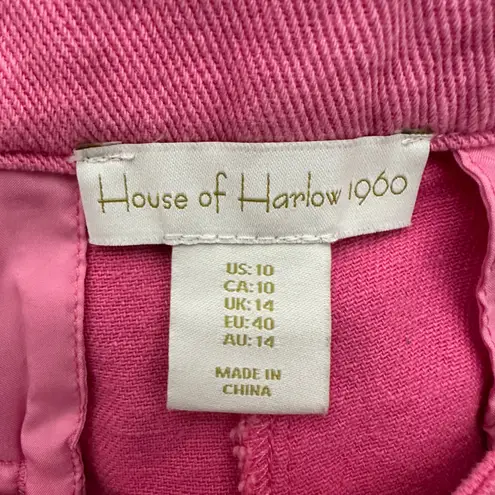 House of Harlow 1960
US: 10
CA: 10
UK: 14
EU: 40
AU: 14
MADE IN
CHINA